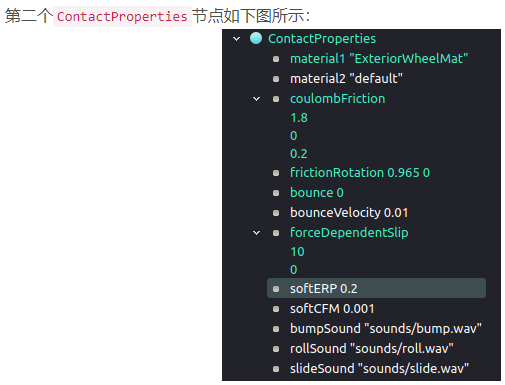 第二个 ContactProperties 节点如下图所示：
ContactProperties
material1 "ExteriorWheelMat"
material2 "default"
coulombFriction
1.8
0
0.2
frictionRotation 0.965 0
bounce 0
bounceVelocity 0.01
forceDependentSlip
10
0
softERP 0.2
softCFM 0.001
bumpSound "sounds/bump.wav"
rollSound "sounds/roll.wav"
slideSound "sounds/slide.wav"